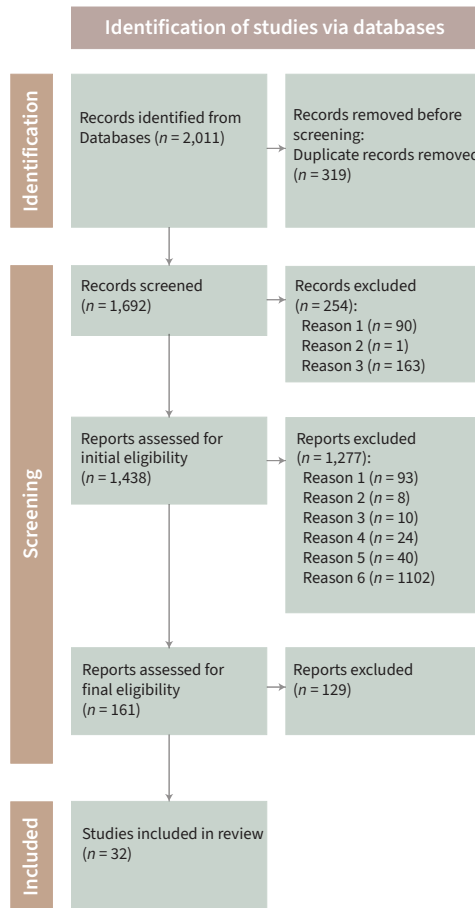 Identification of studies via databases
Identification
Records identified from
Databases (n = 2,011)
Records removed before
screening:
Duplicate records removed
(n = 319)
Screening
Records screened
(n = 1,692)
Records excluded
(n = 254):
Reason 1 (n = 90)
Reason 2 (n = 1)
Reason 3 (n = 163)
Reports assessed for
initial eligibility
(n = 1,438)
Reports excluded
(n = 1,277):
Reason 1 (n = 93)
Reason 2 (n = 8)
Reason 3 (n = 10)
Reason 4 (n = 24)
Reason 5 (n = 40)
Reason 6 (n = 1102)
Reports assessed for
final eligibility
(n = 161)
Reports excluded
(n = 129)
Included
Studies included in review
(n = 32)